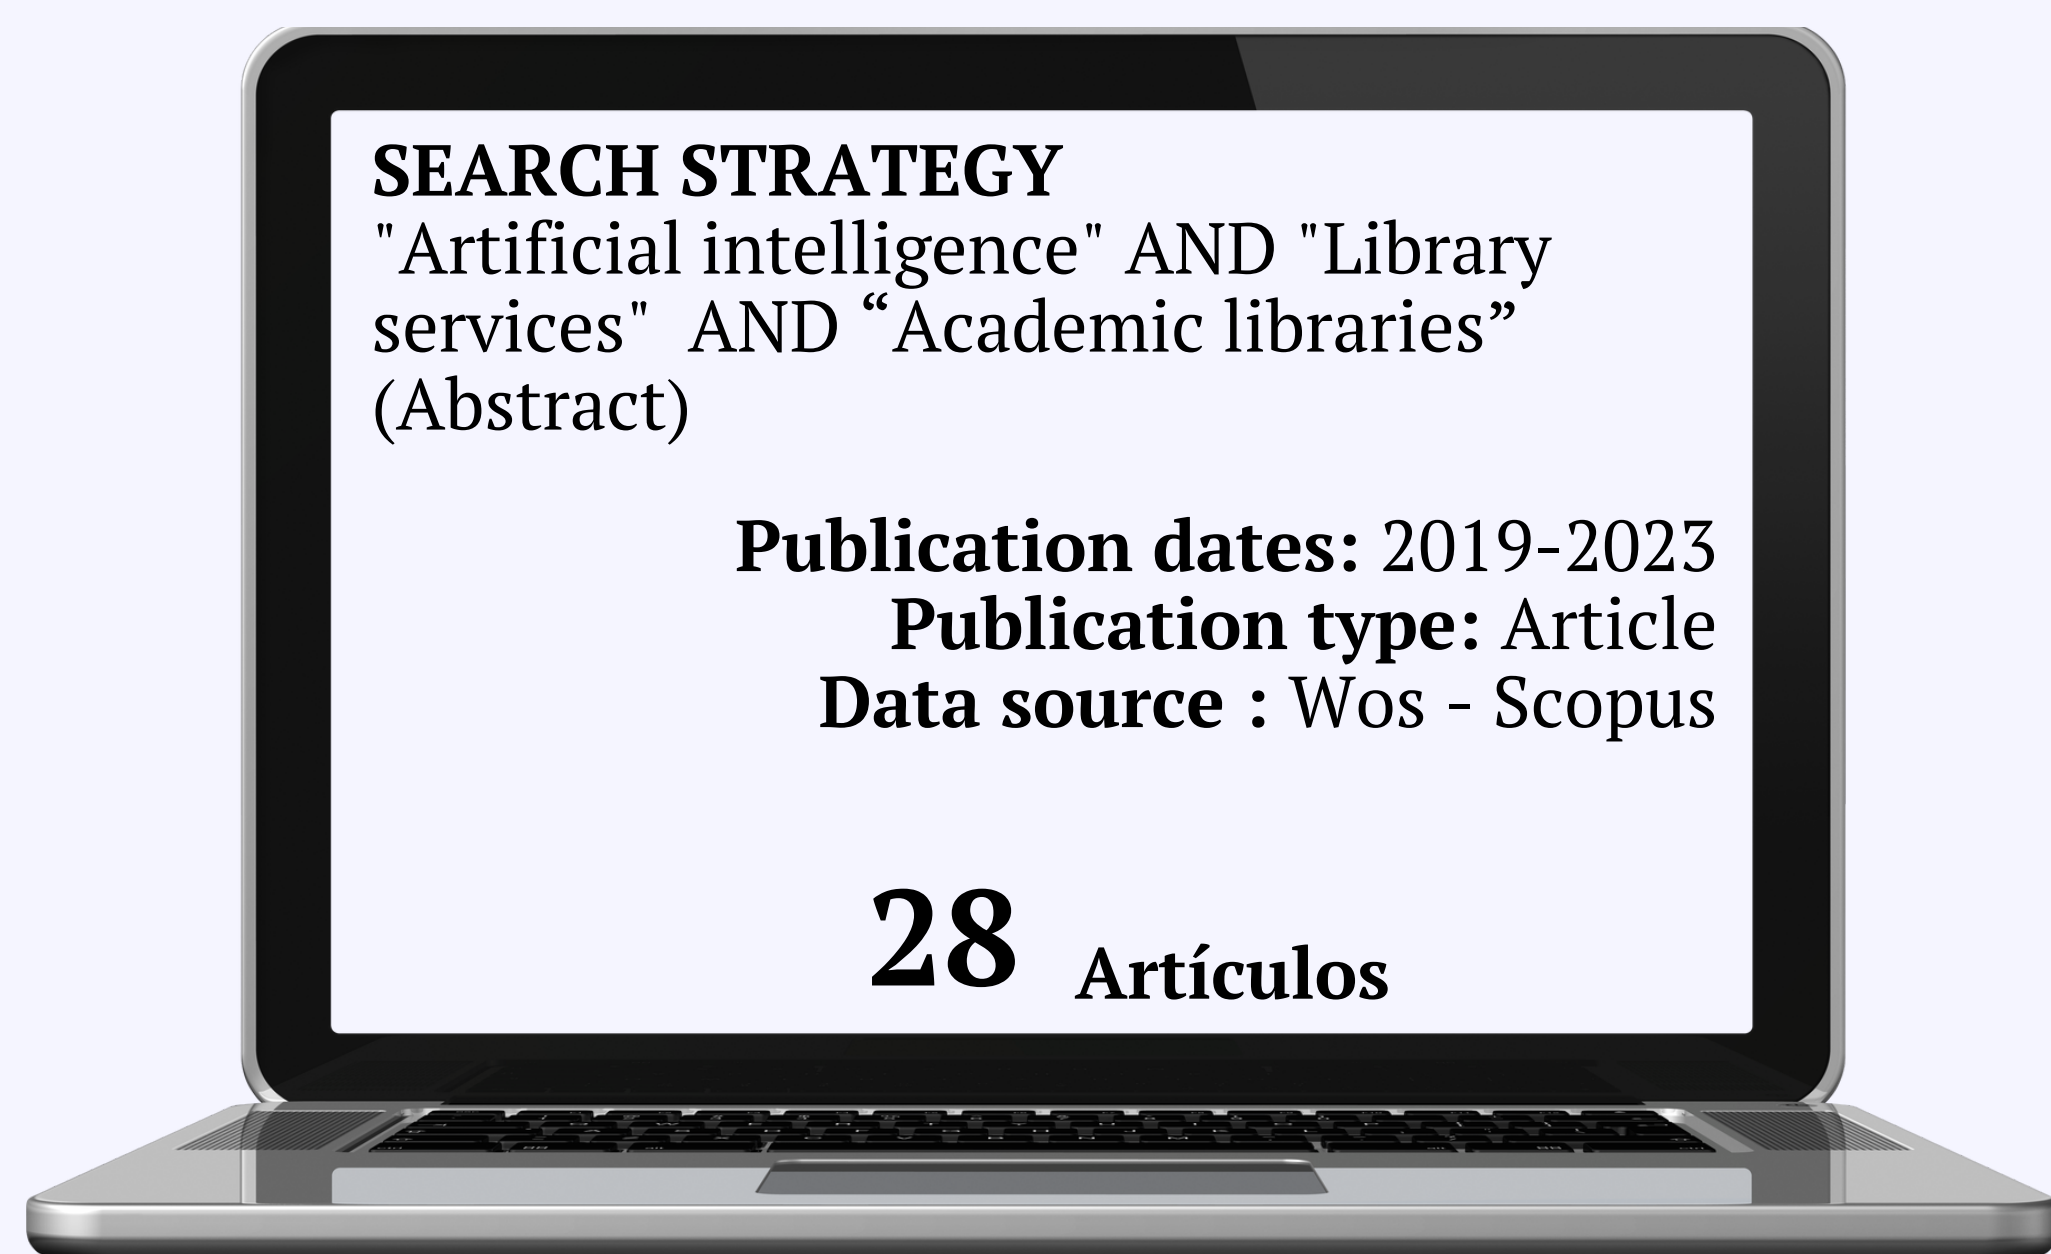 SEARCH STRATEGY
"Artificial intelligence" AND "Library
services"  AND “Academic libraries”
(Abstract)
Publication dates: 2019-2023
Publication type: Article
Data source : Wos - Scopus
28 Artículos